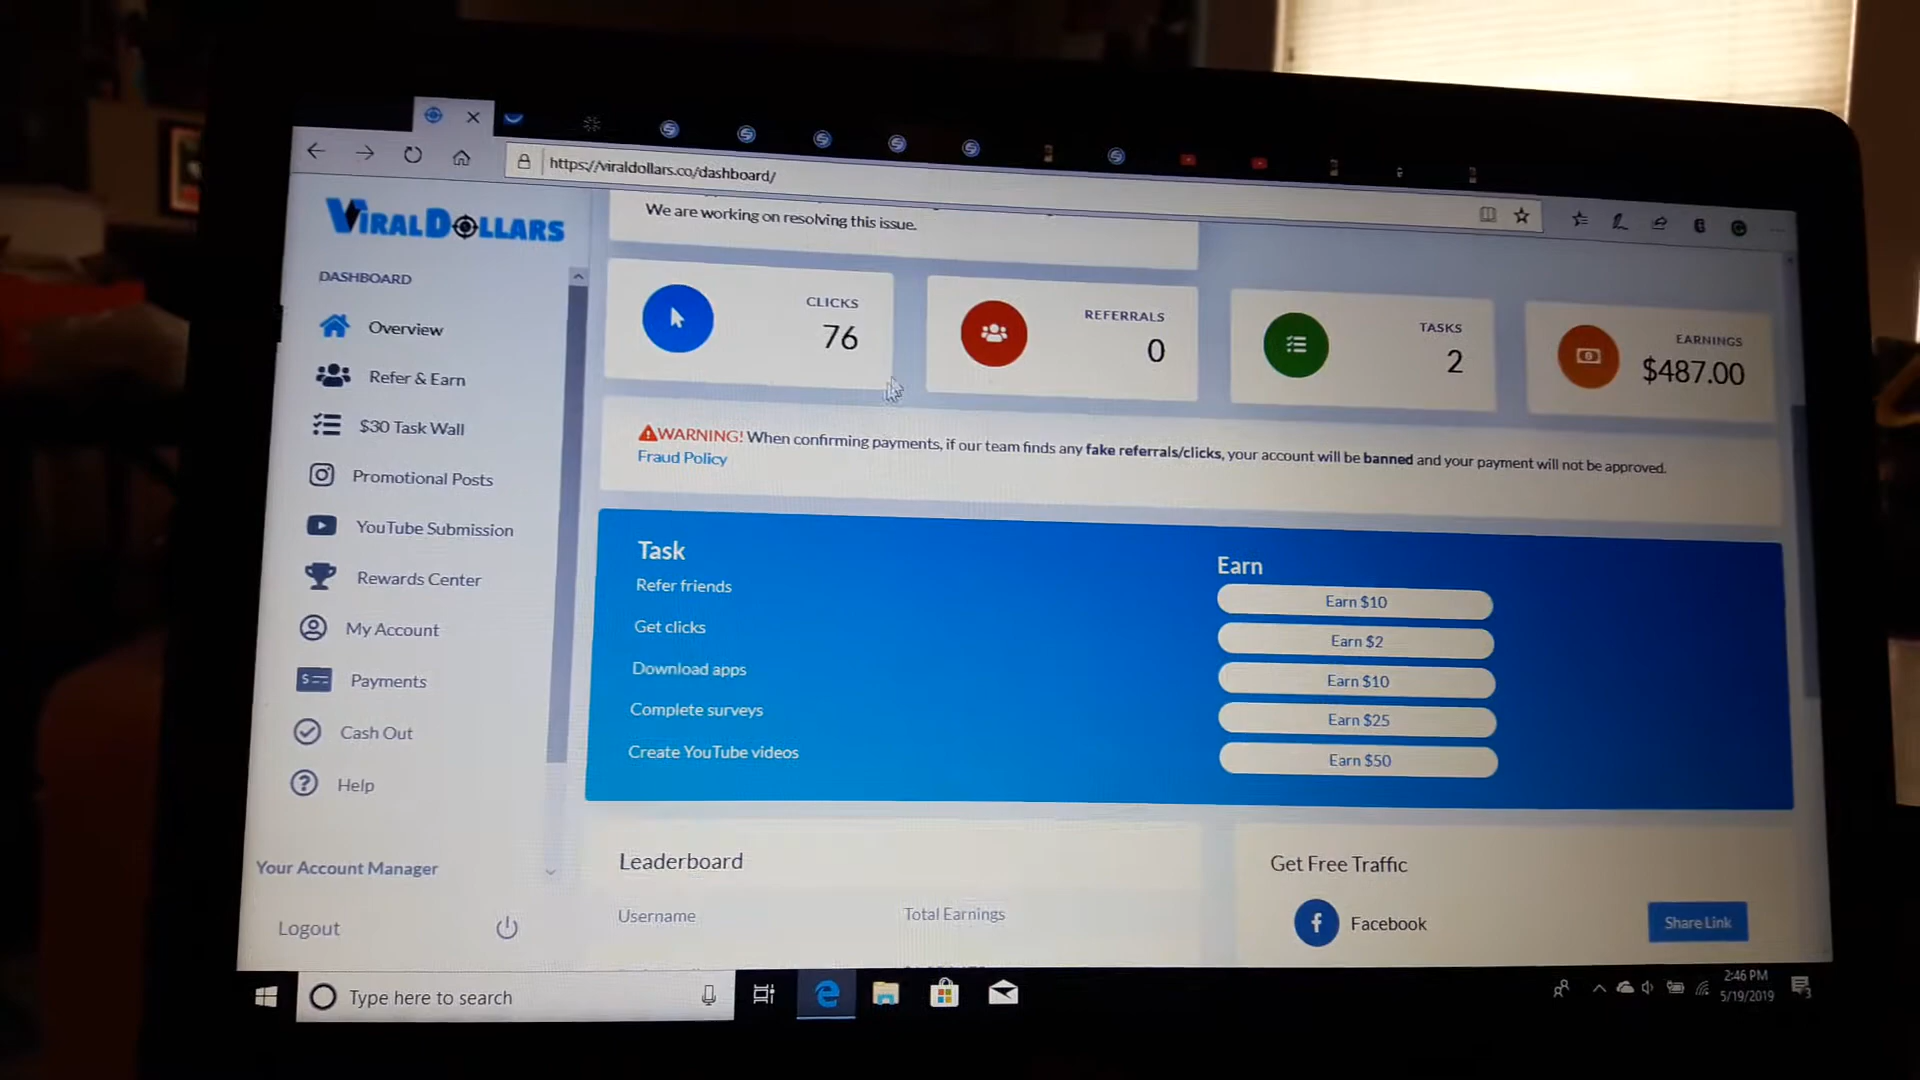 https://viraldollars.co/dashboard/
VIRALDOLLARS
DASHBOARD
Overview
Refer & Earn
$30 Task Wall
Promotional Posts
YouTube Submission
Rewards Center
My Account
Payments
Cash Out
Help
Your Account Manager
Logout
We are working on resolving this issue.
CLICKS
76
REFERRALS
0
TASKS
2
EARNINGS
$487.00
WARNING! When confirming payments, if our team finds any fake referrals/clicks, your account will be banned and your payment will not be approved.
Fraud Policy
Task
Earn
Refer friends
Earn $10
Get clicks
Earn $2
Download apps
Earn $10
Complete surveys
Earn $25
Create YouTube videos
Earn $50
Leaderboard
Username
Total Earnings
Get Free Traffic
Facebook
Share Link
Type here to search
2:46 PM
5/19/2019
3